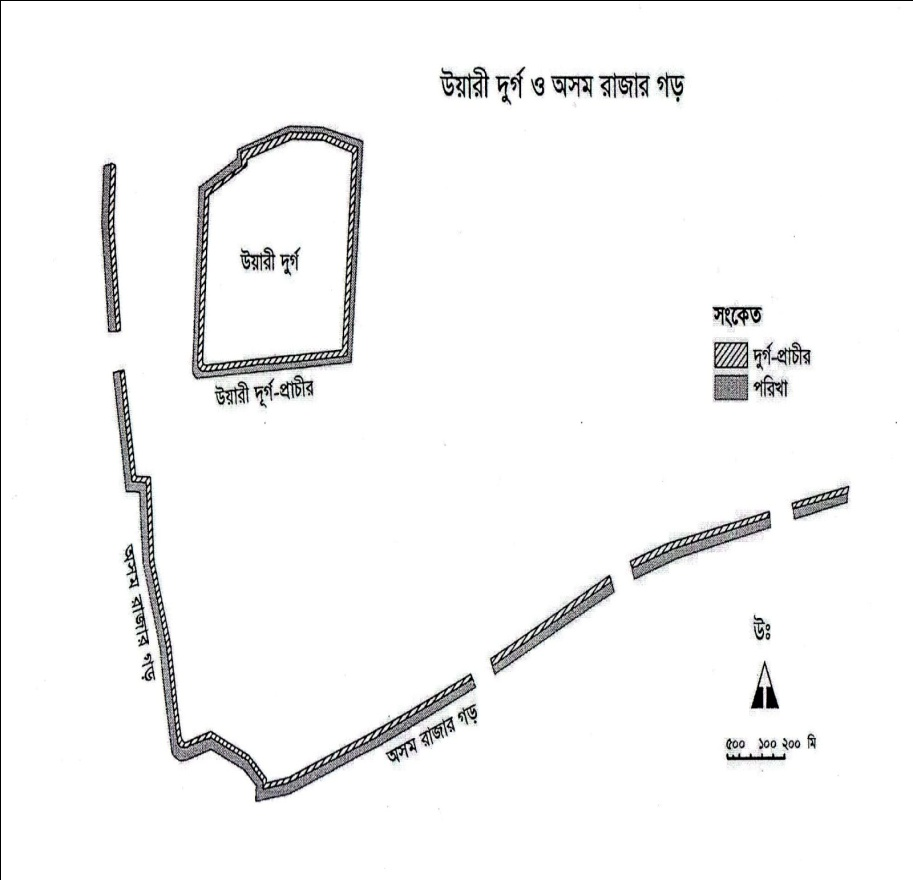 উয়ারী দুর্গ ও অসম রাজার গড়
উয়ারী দুর্গ
উয়ারী দূর্গ-প্রাচীর
সংকেত
দুর্গ-প্রাচীর
পরিখা
অসম রাজার গড়
অসম রাজার গড়
উঃ
৫০০ ১০০ ২০০ মি